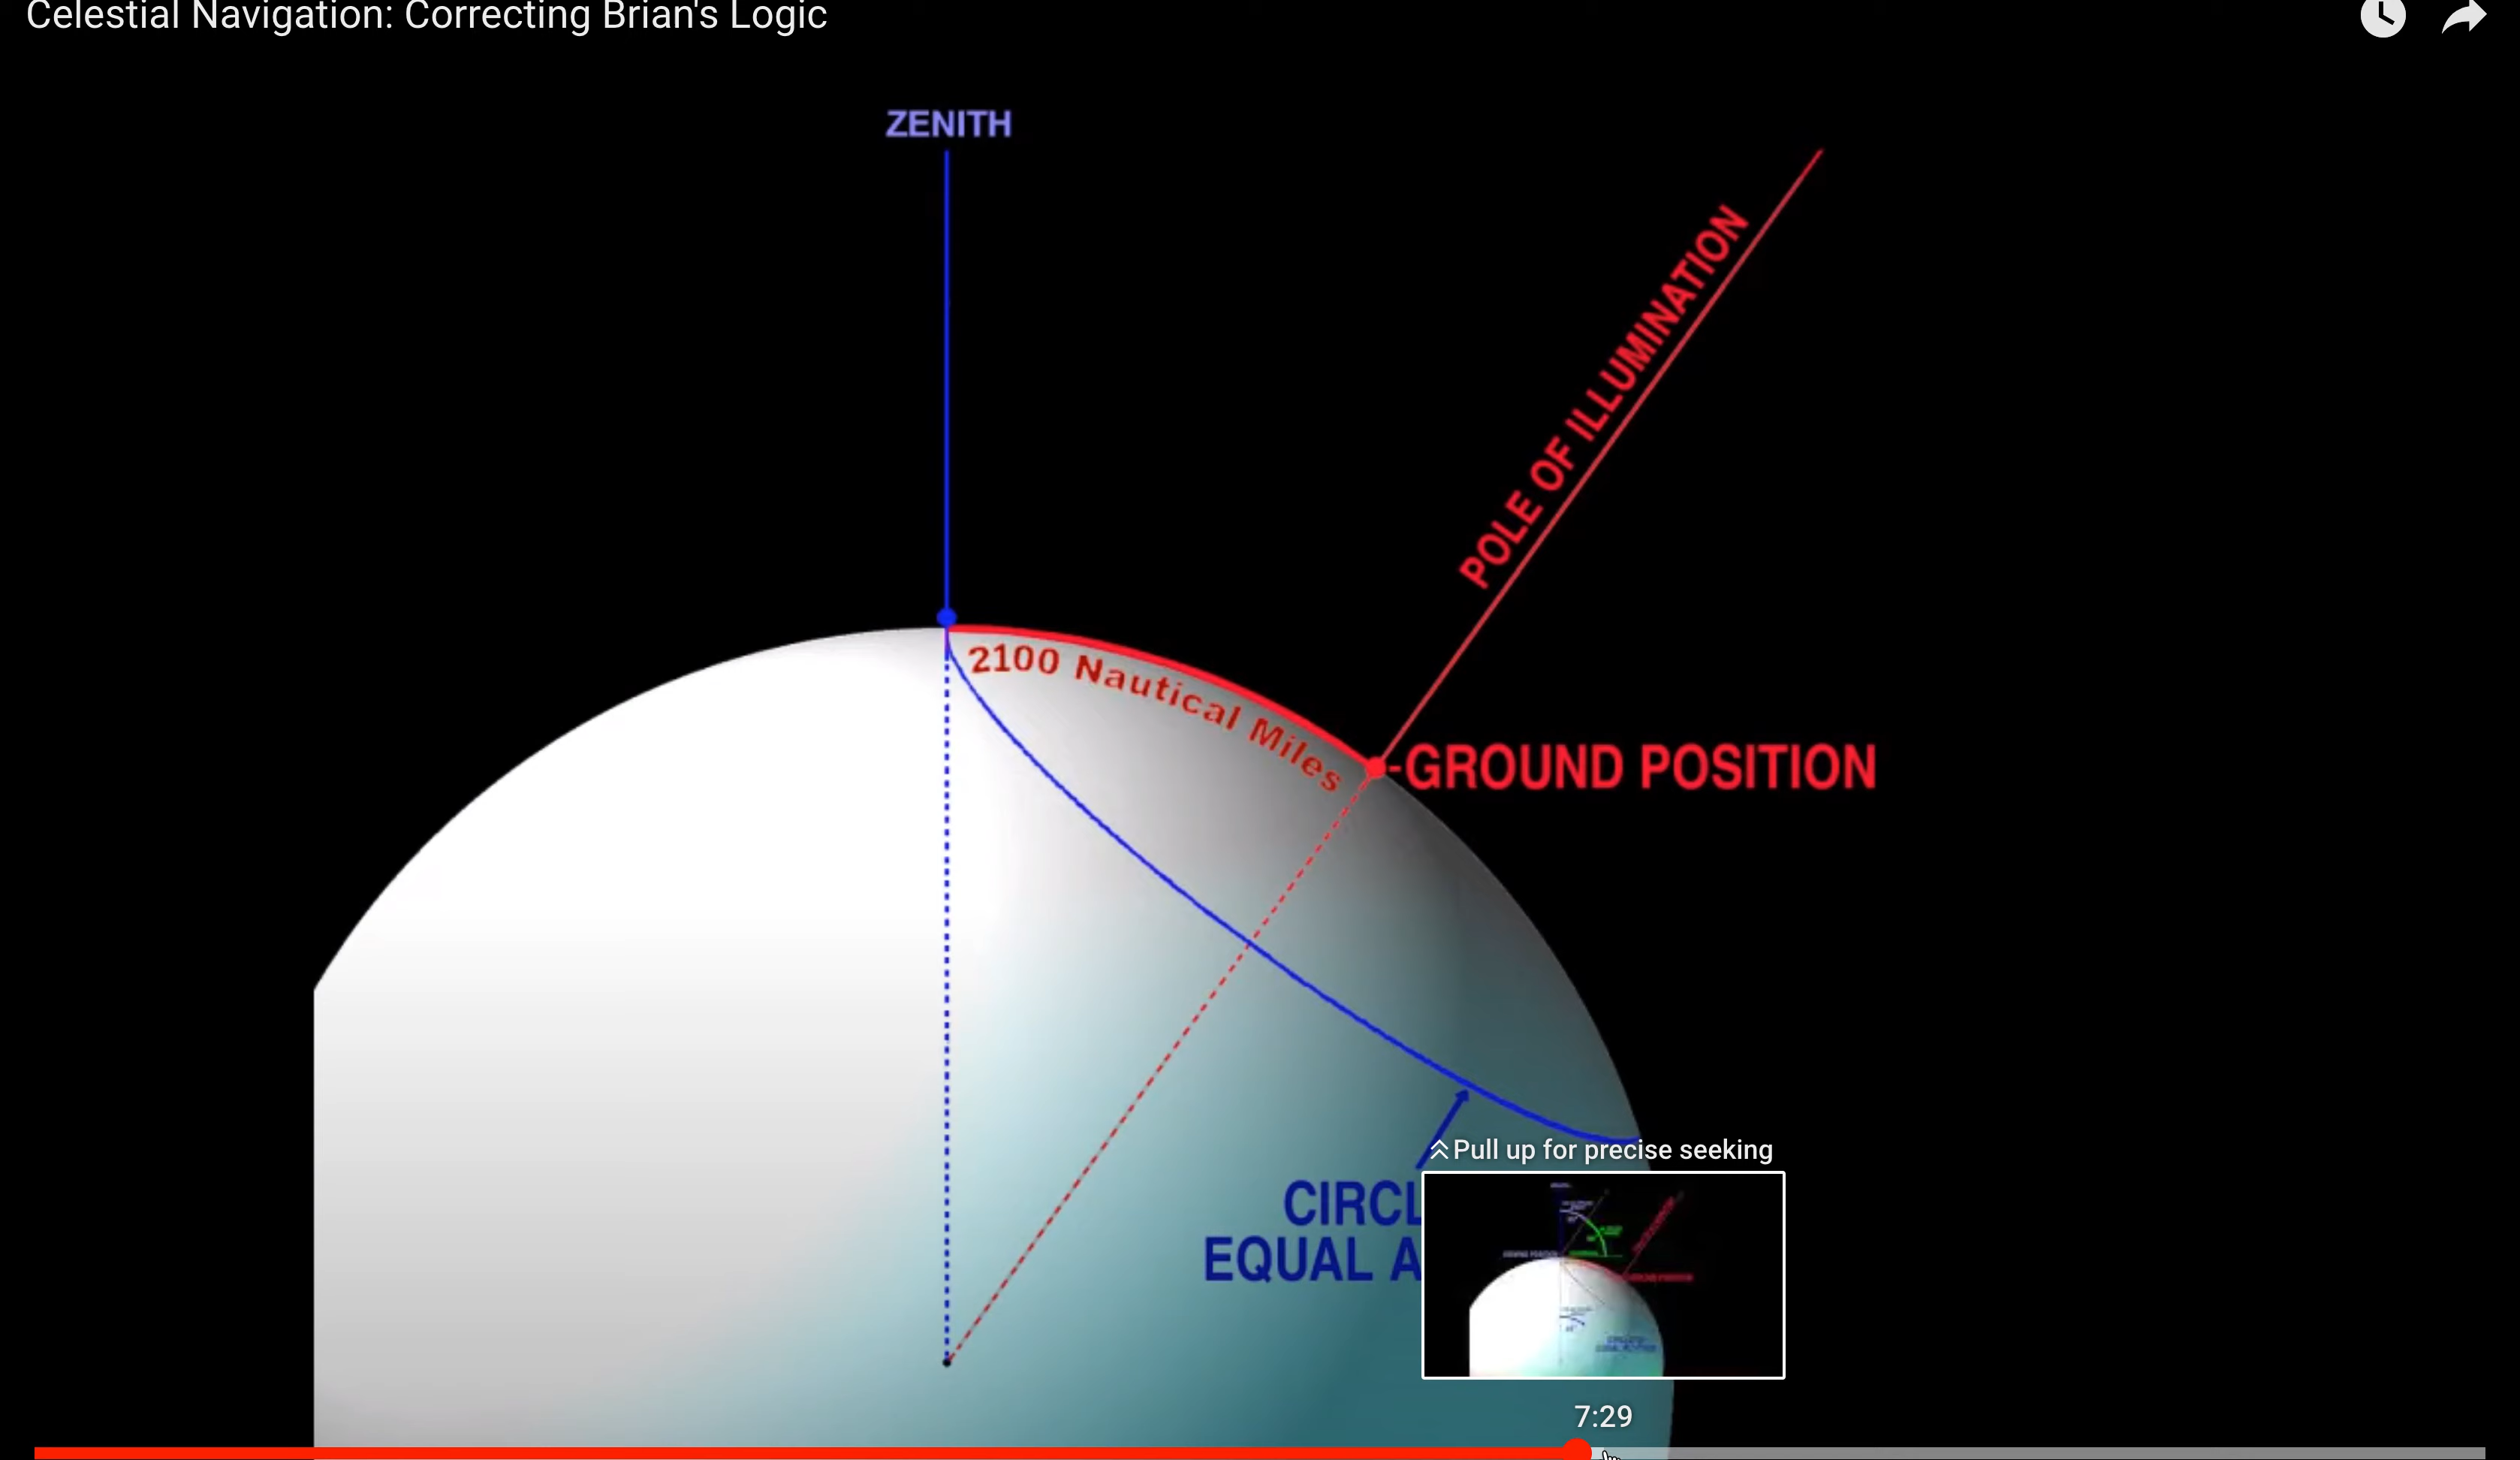 Celestial Navigation: Correcting Brian's Logic
ZENITH
POLE OF ILLUMINATION
2100 Nautical Miles
-GROUND POSITION
Pull up for precise seeking
CIRCL
EQUAL A
7:29